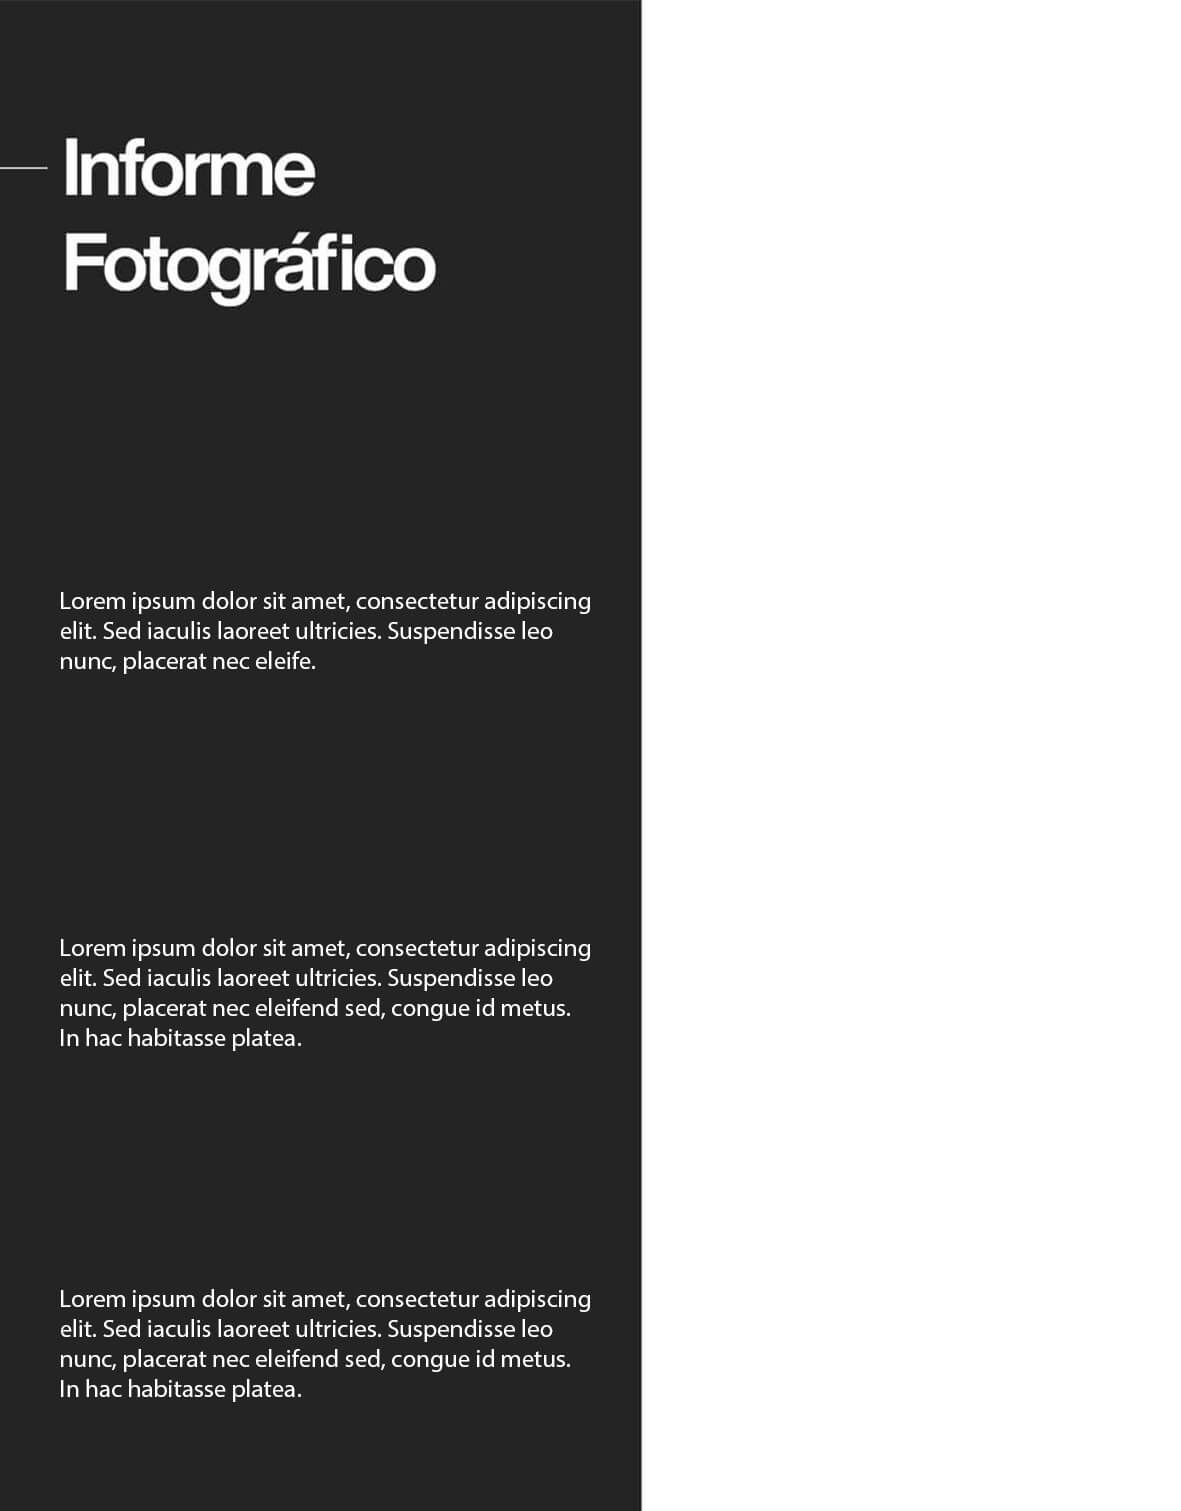 Informe
Fotográfico
Lorem ipsum dolor sit amet, consectetur adipiscing
elit. Sed iaculis laoreet ultricies. Suspendisse leo
nunc, placerat nec eleife.
Lorem ipsum dolor sit amet, consectetur adipiscing
elit. Sed iaculis laoreet ultricies. Suspendisse leo
nunc, placerat nec eleifend sed, congue id metus.
In hac habitasse platea.
Lorem ipsum dolor sit amet, consectetur adipiscing
elit. Sed iaculis laoreet ultricies. Suspendisse leo
nunc, placerat nec eleifend sed, congue id metus.
In hac habitasse platea.